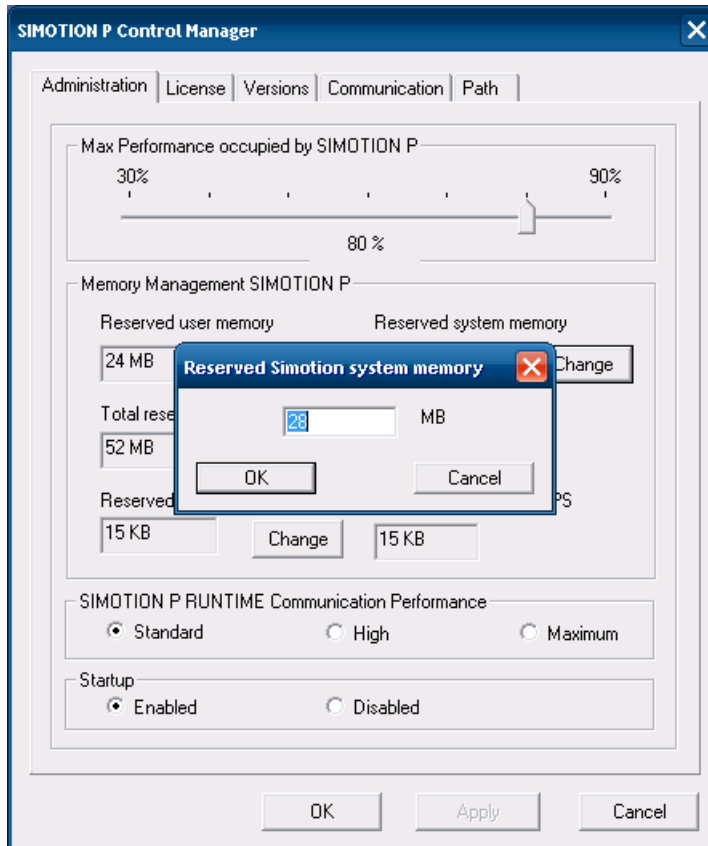 SIMOTION P Control Manager
Administration License Versions Communication Path
Max Performance occupied by SIMOTION P
30% 90%
80 %
Memory Management SIMOTION P
Reserved user memory Reserved system memory
24 MB Change
Reserved Simotion system memory
28 MB
OK Cancel
Total rese
52 MB
Reserved PS
15 KB Change 15 KB
SIMOTION P RUNTIME Communication Performance
Standard High Maximum
Startup
Enabled Disabled
OK Apply Cancel